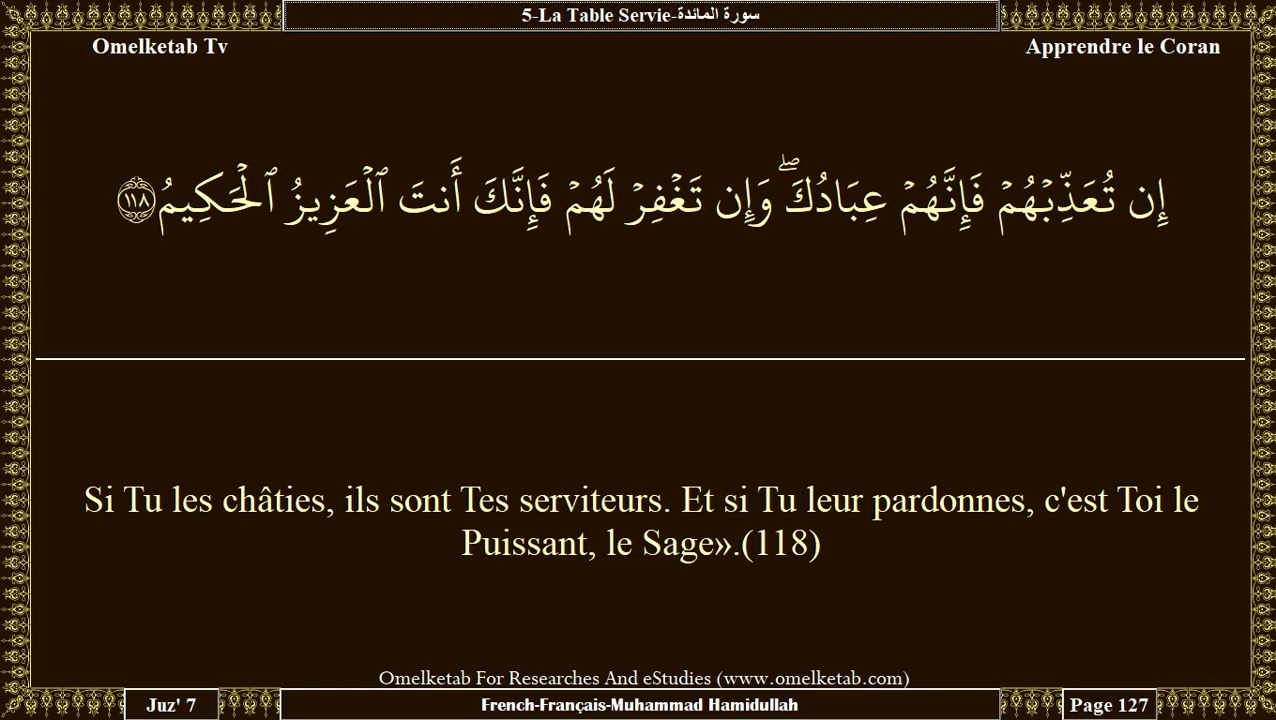 5-La Table Servie-سورة المائدة
Omelketab Tv
Apprendre le Coran
إِن تُعَذِّبۡهُمۡ فَإِنَّهُمۡ عِبَادُكَۖ وَإِن تَغۡفِرۡ لَهُمۡ فَإِنَّكَ أَنتَ ٱلۡعَزِيزُ ٱلۡحَكِيمُ ١١٨
Si Tu les châties, ils sont Tes serviteurs. Et si Tu leur pardonnes, c'est Toi le
Puissant, le Sage».(118)
Omelketab For Researches And eStudies (www.omelketab.com)
Juz' 7
French-Français-Muhammad Hamidullah
Page 127